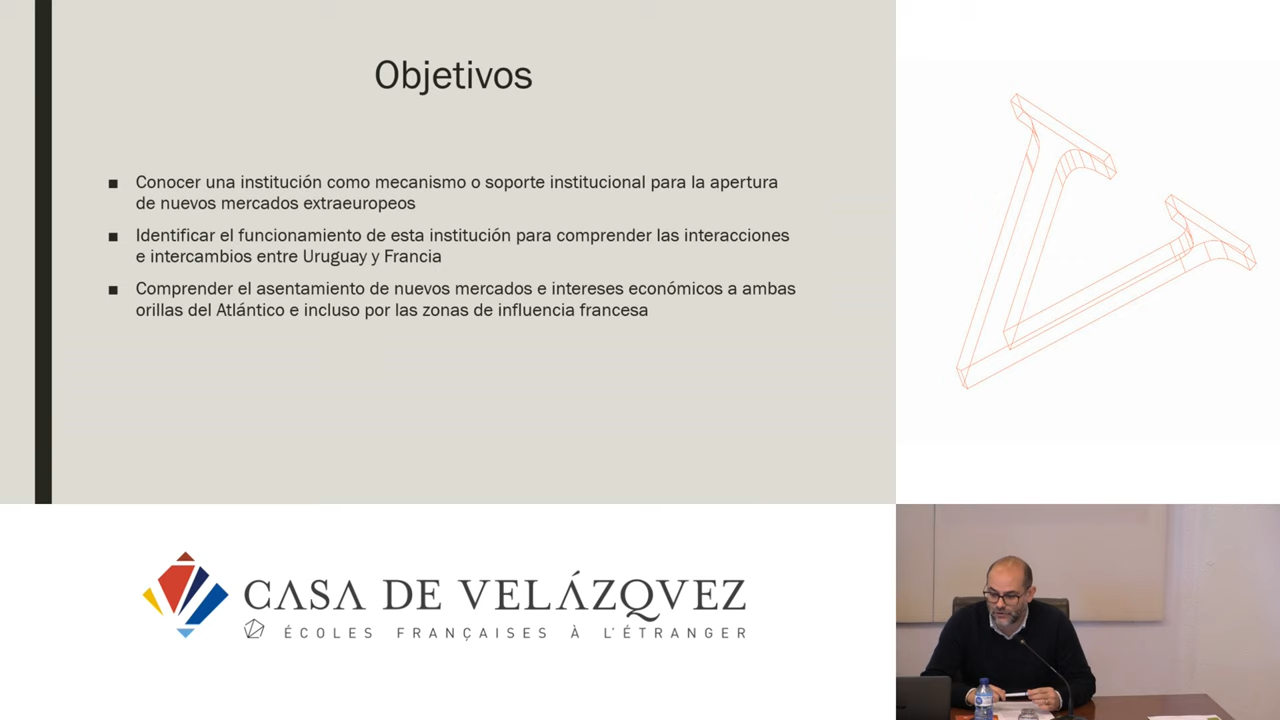 Objetivos
■ Conocer una institución como mecanismo o soporte institucional para la apertura
de nuevos mercados extraeuropeos
■ Identificar el funcionamiento de esta institución para comprender las interacciones
e intercambios entre Uruguay y Francia
■ Comprender el asentamiento de nuevos mercados e intereses económicos a ambas
orillas del Atlántico e incluso por las zonas de influencia francesa
CASA DE VELÁZQVEZ
ÉCOLES FRANÇAISES À L'ÉTRANGER